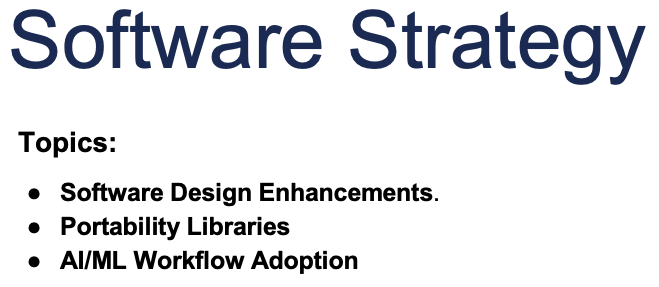 Software Strategy
Topics:
● Software Design Enhancements.
● Portability Libraries
● AI/ML Workflow Adoption